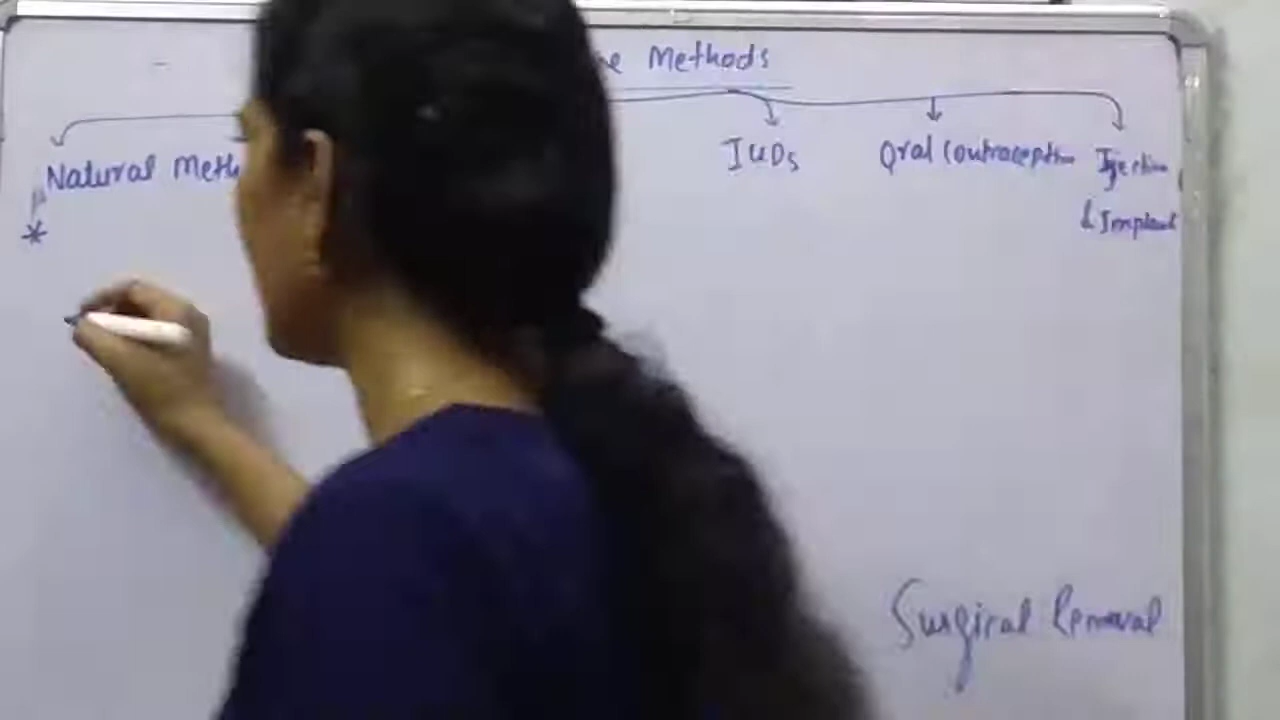 Methods
Natural Meth
IUDs
Oral Contraception
Injection
& Implant
Surgical Removal